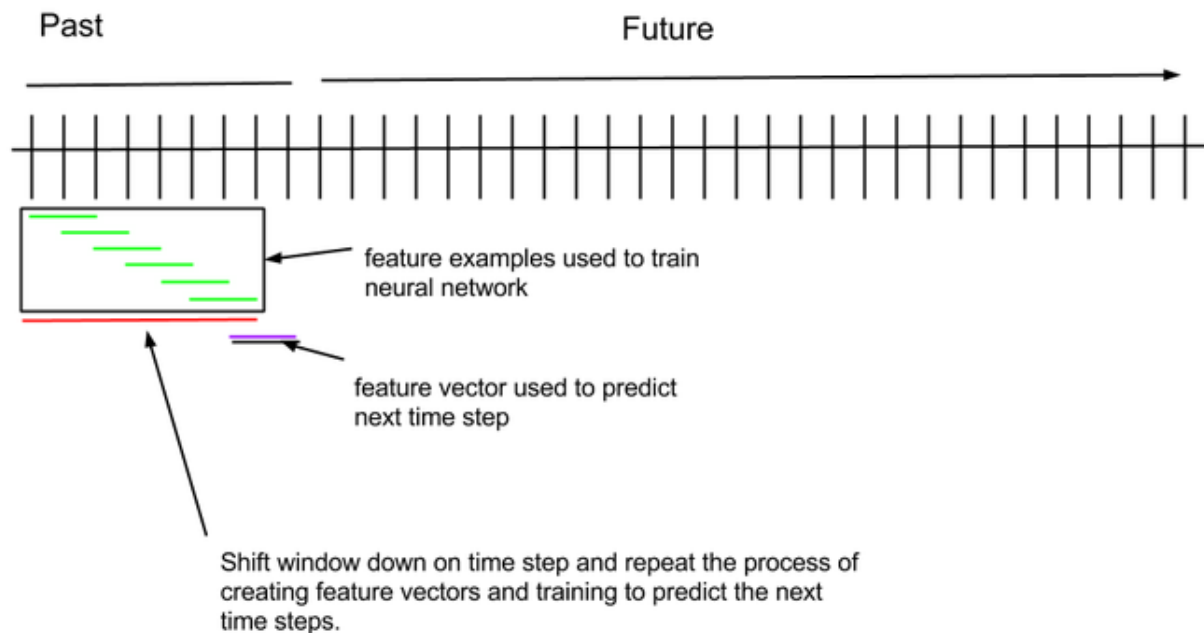 Past
Future
feature examples used to train
neural network
feature vector used to predict
next time step
Shift window down on time step and repeat the process of
creating feature vectors and training to predict the next
time steps.